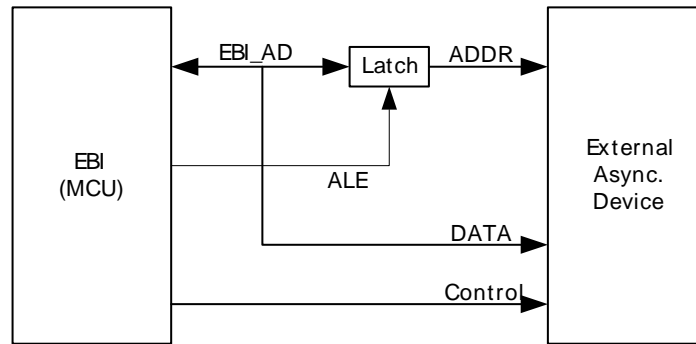 EBI_AD
Latch
ADDR
EBI
(MCU)
ALE
External
Async.
Device
DATA
Control